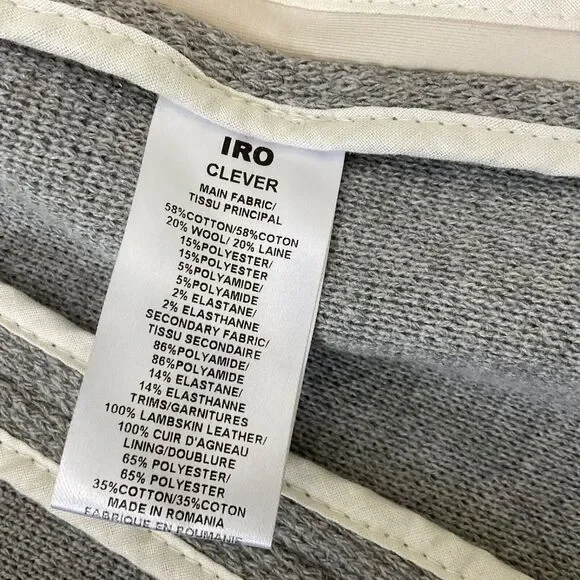 IRO
CLEVER
MAIN FABRIC/
TISSU PRINCIPAL
58%COTTON/58%COTON
20% WOOL/ 20% LAINE
15%POLYESTER/
15%POLYESTER
5%POLYAMIDE/
5%POLYAMIDE
2% ELASTANE/
2% ELASTHANNE
SECONDARY FABRIC/
TISSU SECONDAIRE
86%POLYAMIDE/
86%POLYAMIDE
14% ELASTANE/
14% ELASTHANNE
TRIMS/GARNITURES
100% LAMBSKIN LEATHER/
100% CUIR D'AGNEAU
LINING/DOUBLURE
65% POLYESTER/
65% POLYESTER
35%COTTON/35%COTON
MADE IN ROMANIA
FABRIQUE EN ROUMANIE